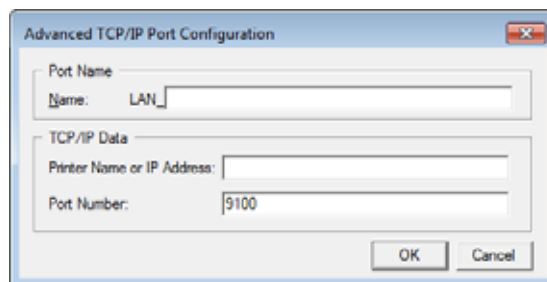 Advanced TCP/IP Port Configuration
Port Name
Name: LAN_
TCP/IP Data
Printer Name or IP Address:
Port Number: 9100
OK Cancel